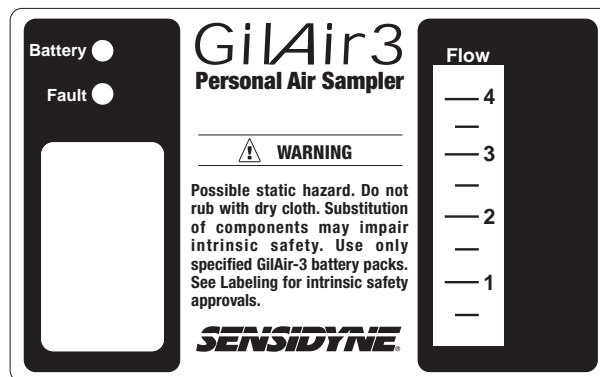 Battery
Fault
GilAir3
Personal Air Sampler
WARNING
Possible static hazard. Do not
rub with dry cloth. Substitution
of components may impair
intrinsic safety. Use only
specified GilAir-3 battery packs.
See Labeling for intrinsic safety
approvals.
SENSIDYNE®
Flow
4
3
2
1